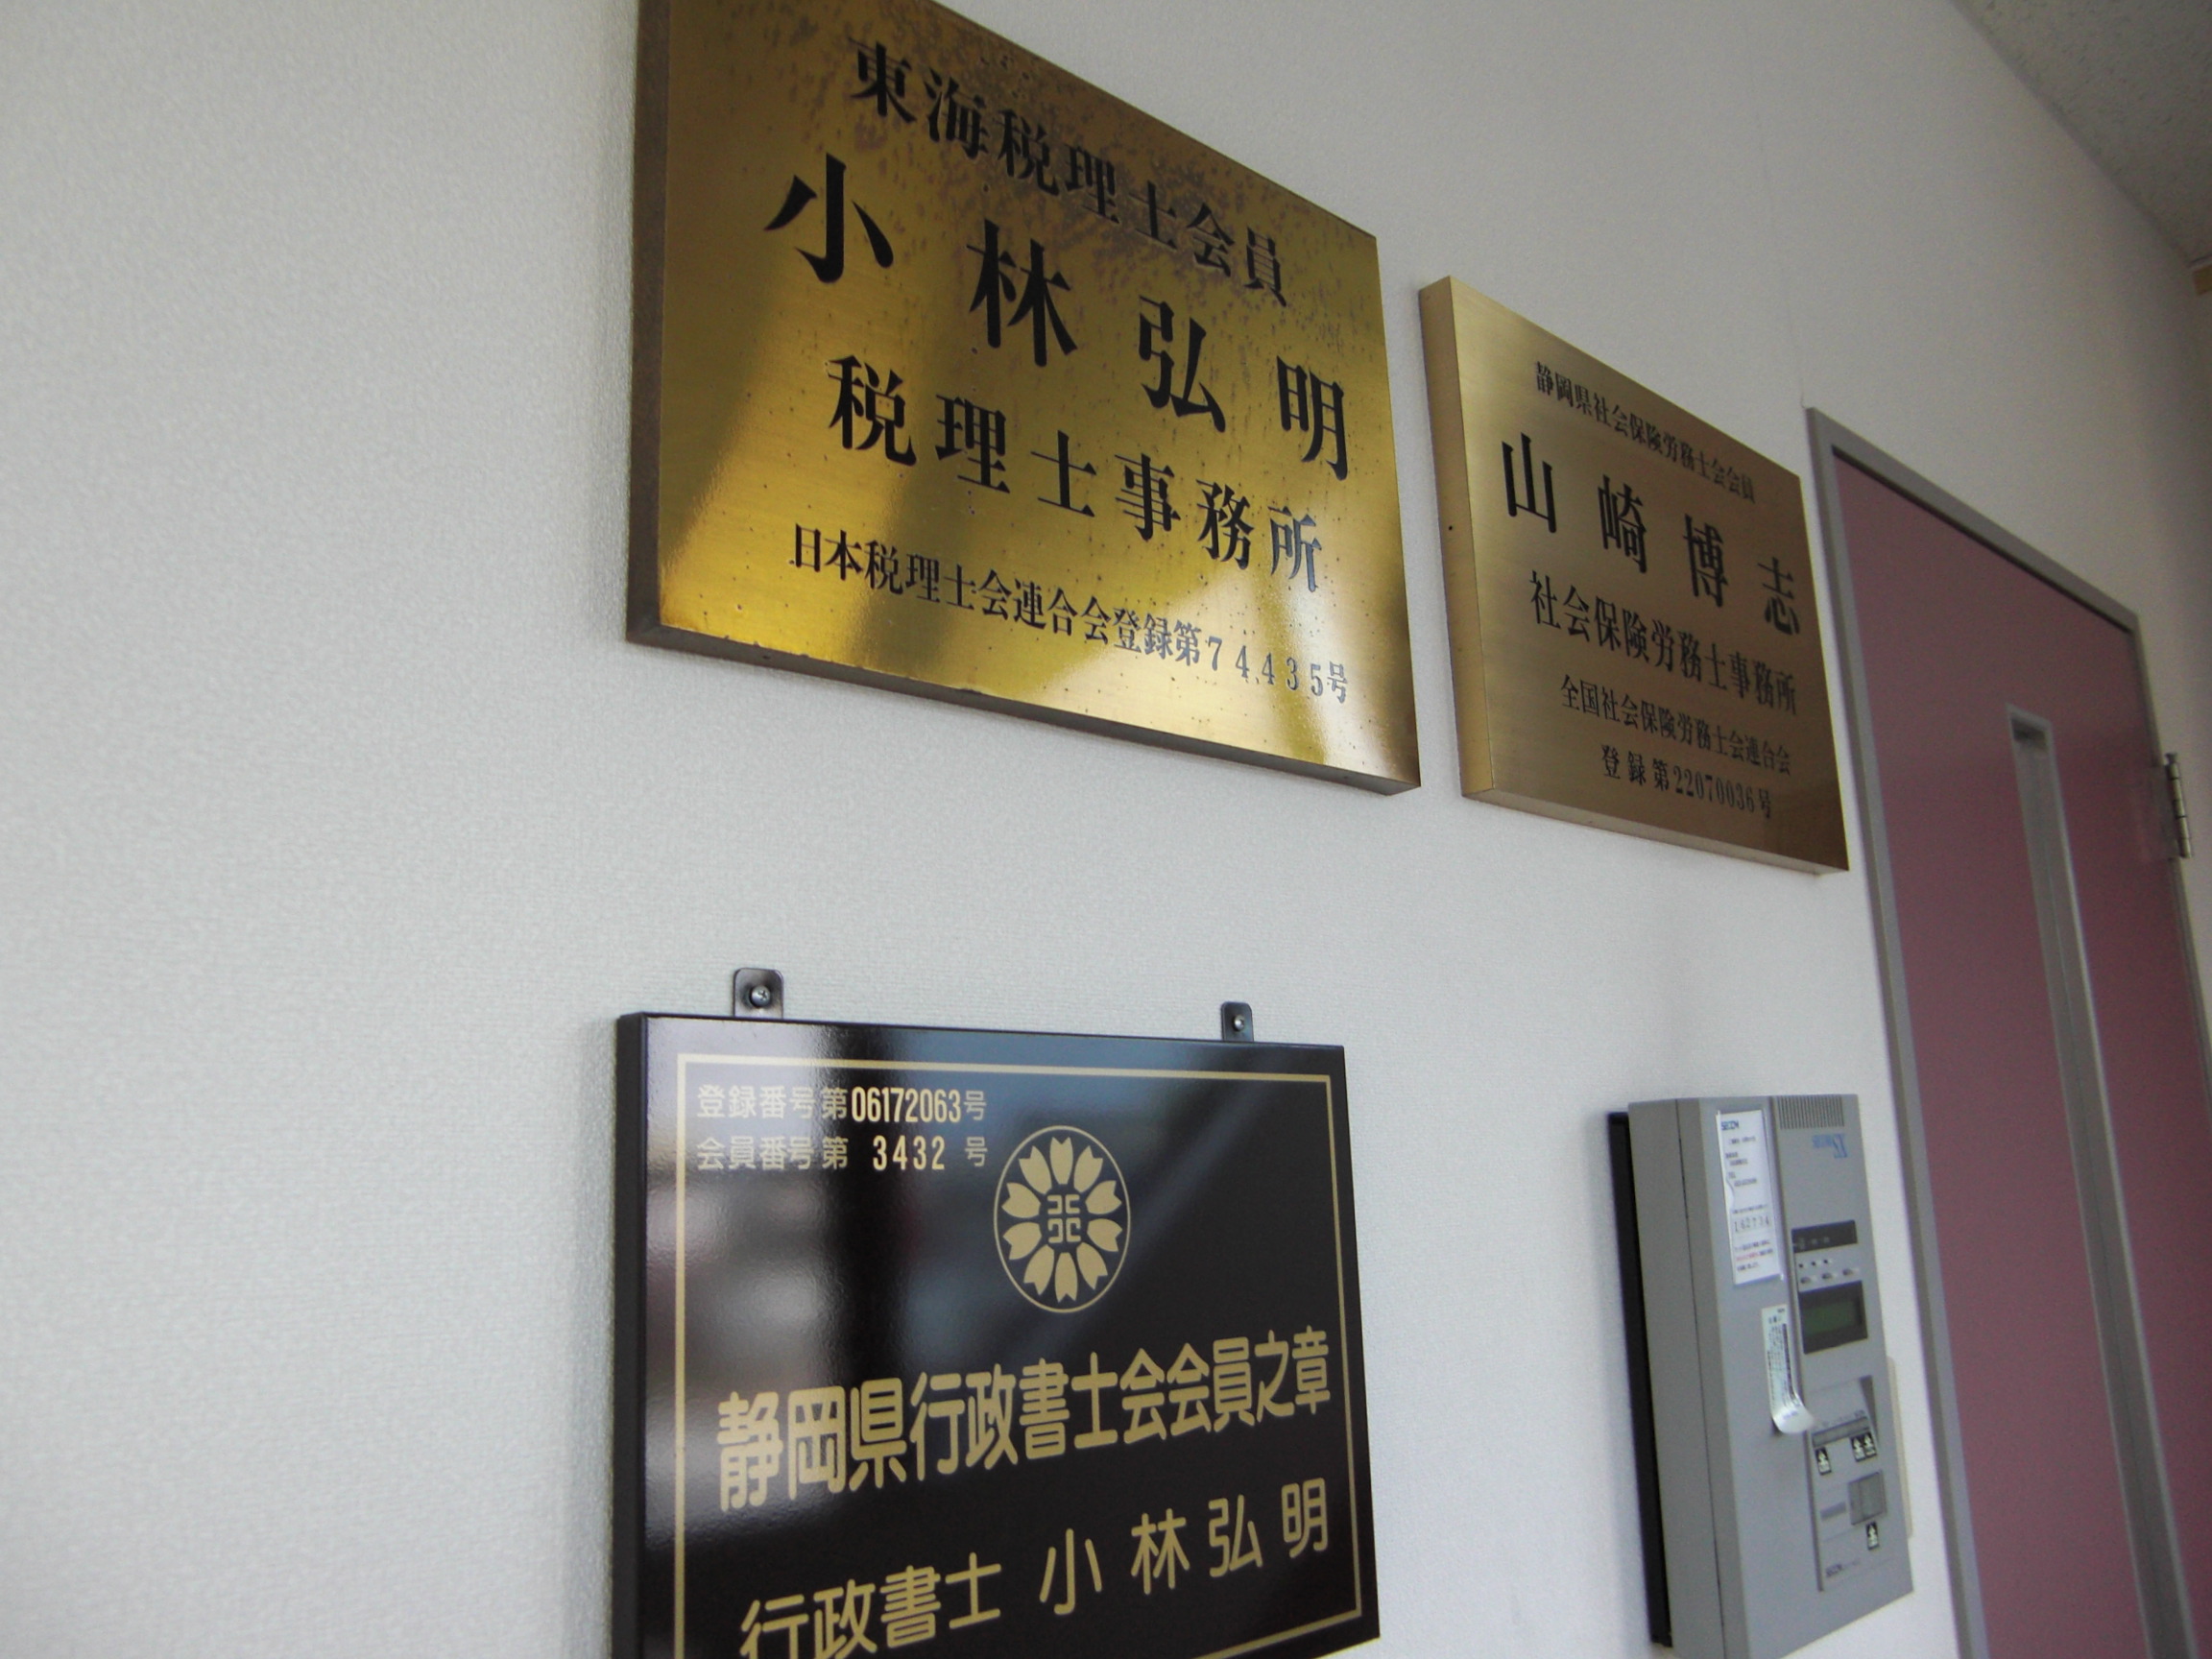 東海税理士会員
小林弘明
税理士事務所
日本税理士会連合会登録第74435号
静岡県社会保険労務士会会員
山崎博志
社会保険労務士事務所
全国社会保険労務士会連合会
登録第22070036号
登録番号第06172063号
会員番号第 3432 号
静岡県行政書士会会員之章
行政書士 小林弘明
SECOM
SECOM